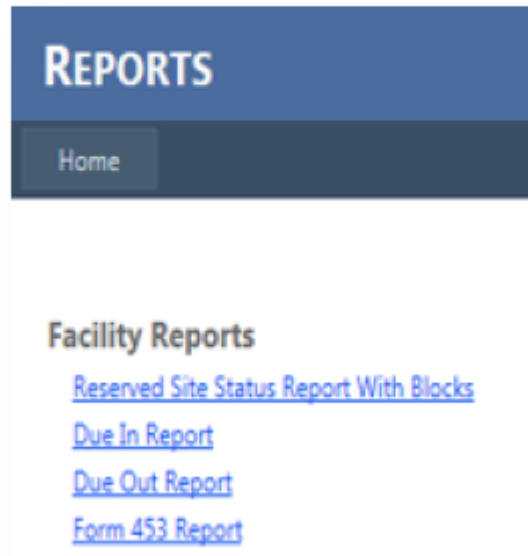 REPORTS
Home
Facility Reports
Reserved Site Status Report With Blocks
Due In Report
Due Out Report
Form 453 Report